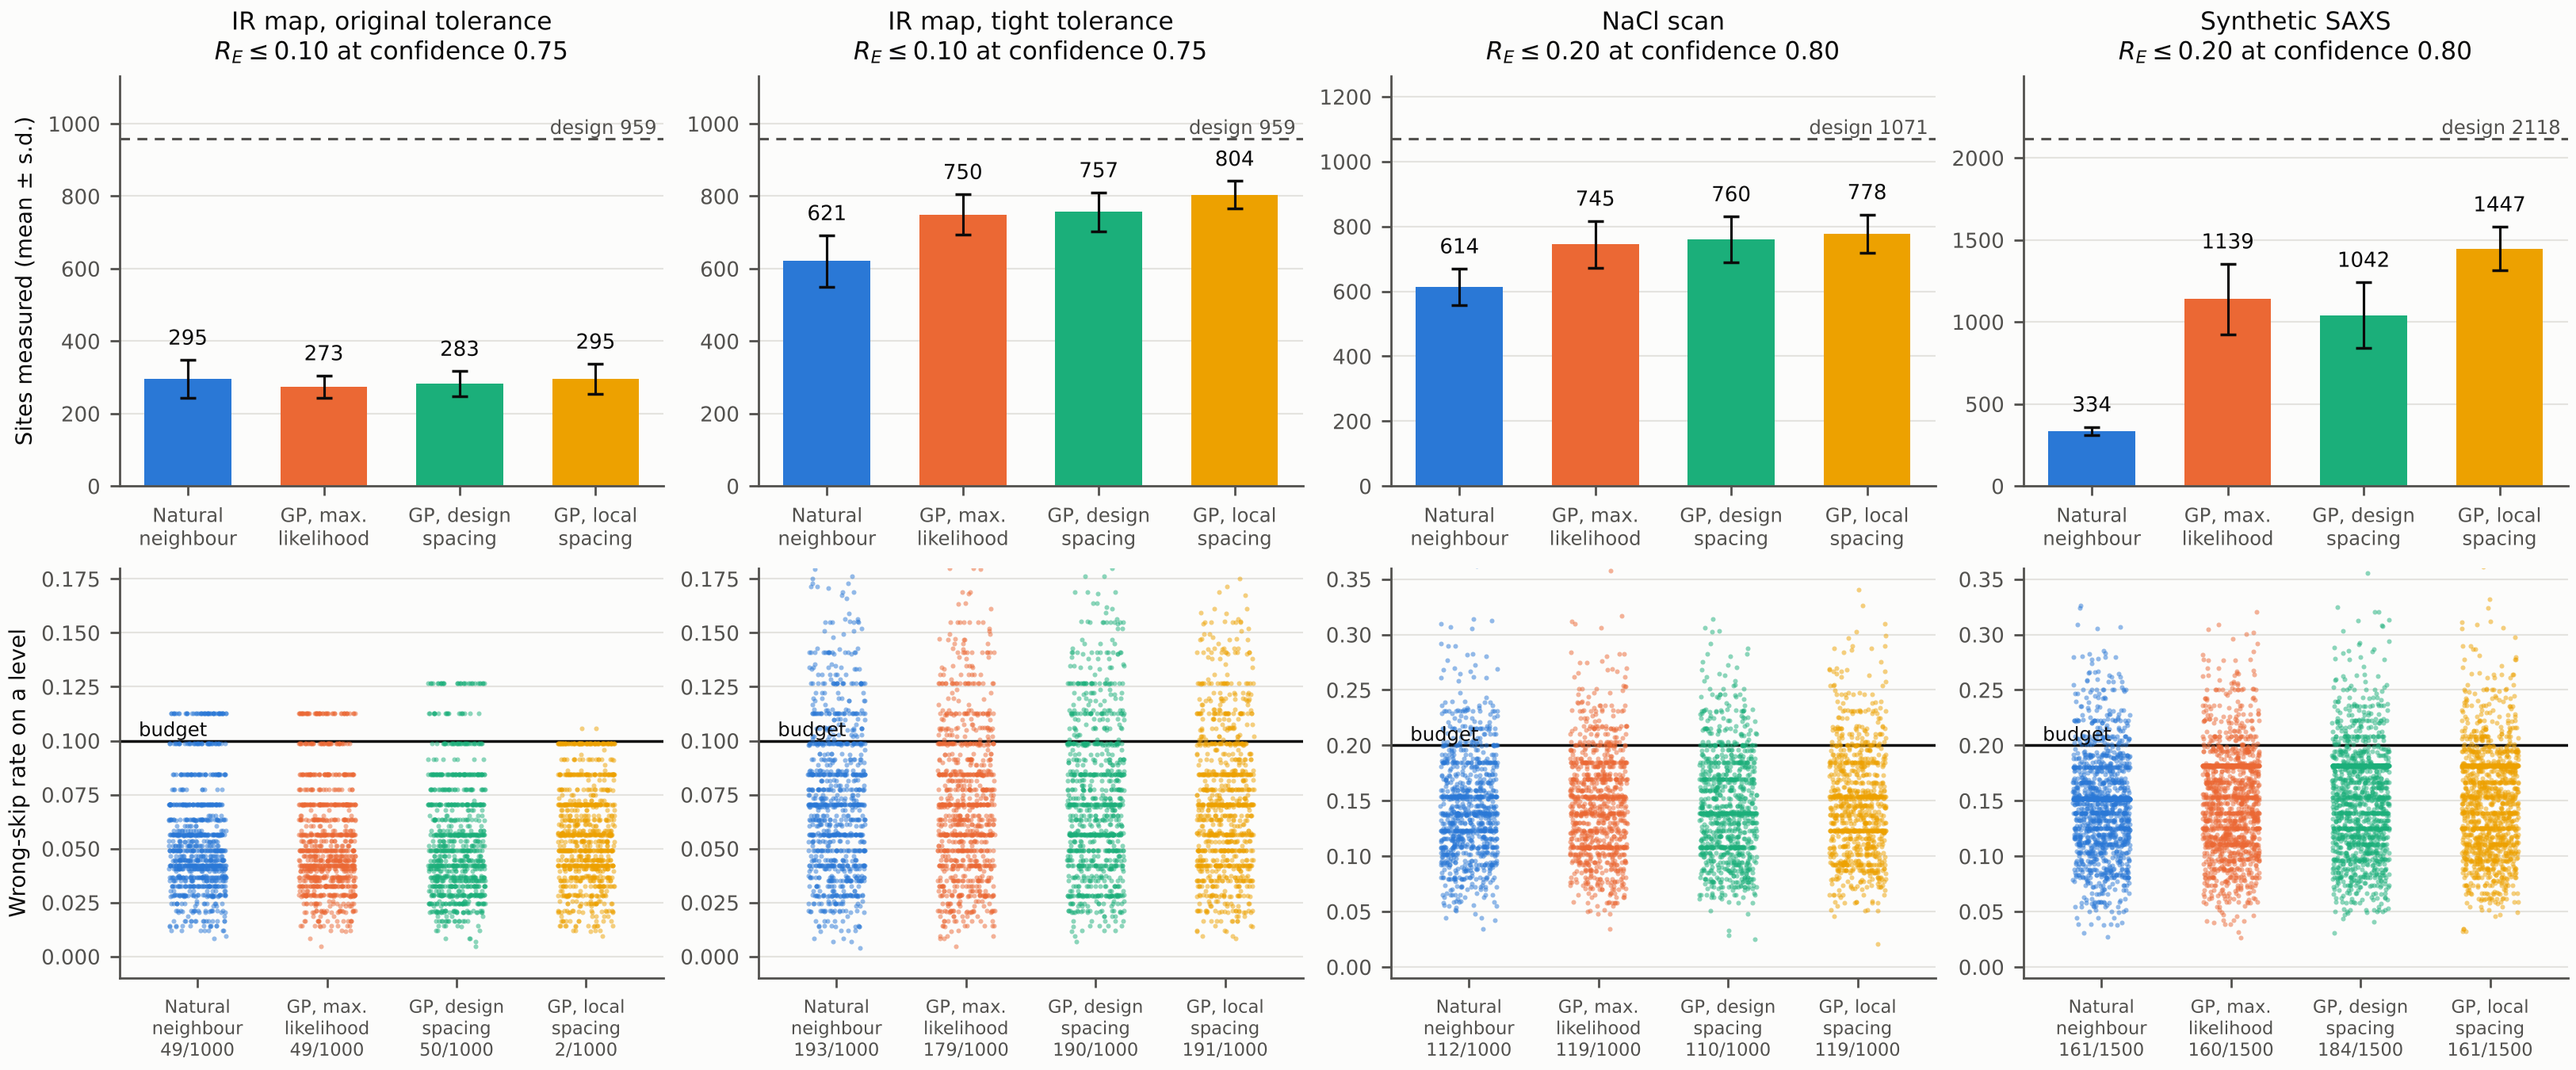 IR map, original tolerance
R_E ≤ 0.10 at confidence 0.75
Sites measured (mean ± s.d.)
1000
800
600
400
200
0
design 959
295
273
283
295
Natural
neighbour
GP, max.
likelihood
GP, design
spacing
GP, local
spacing
IR map, tight tolerance
R_E ≤ 0.10 at confidence 0.75
1000
800
600
400
200
0
design 959
621
750
757
804
Natural
neighbour
GP, max.
likelihood
GP, design
spacing
GP, local
spacing
NaCl scan
R_E ≤ 0.20 at confidence 0.80
1200
1000
800
600
400
200
0
design 1071
614
745
760
778
Natural
neighbour
GP, max.
likelihood
GP, design
spacing
GP, local
spacing
Synthetic SAXS
R_E ≤ 0.20 at confidence 0.80
2000
1500
1000
500
0
design 2118
334
1139
1042
1447
Natural
neighbour
GP, max.
likelihood
GP, design
spacing
GP, local
spacing
Wrong-skip rate on a level
0.175
0.150
0.125
0.100
0.075
0.050
0.025
0.000
budget
Natural
neighbour
49/1000
GP, max.
likelihood
49/1000
GP, design
spacing
50/1000
GP, local
spacing
2/1000
0.175
0.150
0.125
0.100
0.075
0.050
0.025
0.000
budget
Natural
neighbour
193/1000
GP, max.
likelihood
179/1000
GP, design
spacing
190/1000
GP, local
spacing
191/1000
0.35
0.30
0.25
0.20
0.15
0.10
0.05
0.00
budget
Natural
neighbour
112/1000
GP, max.
likelihood
119/1000
GP, design
spacing
110/1000
GP, local
spacing
119/1000
0.35
0.30
0.25
0.20
0.15
0.10
0.05
0.00
budget
Natural
neighbour
161/1500
GP, max.
likelihood
160/1500
GP, design
spacing
184/1500
GP, local
spacing
161/1500